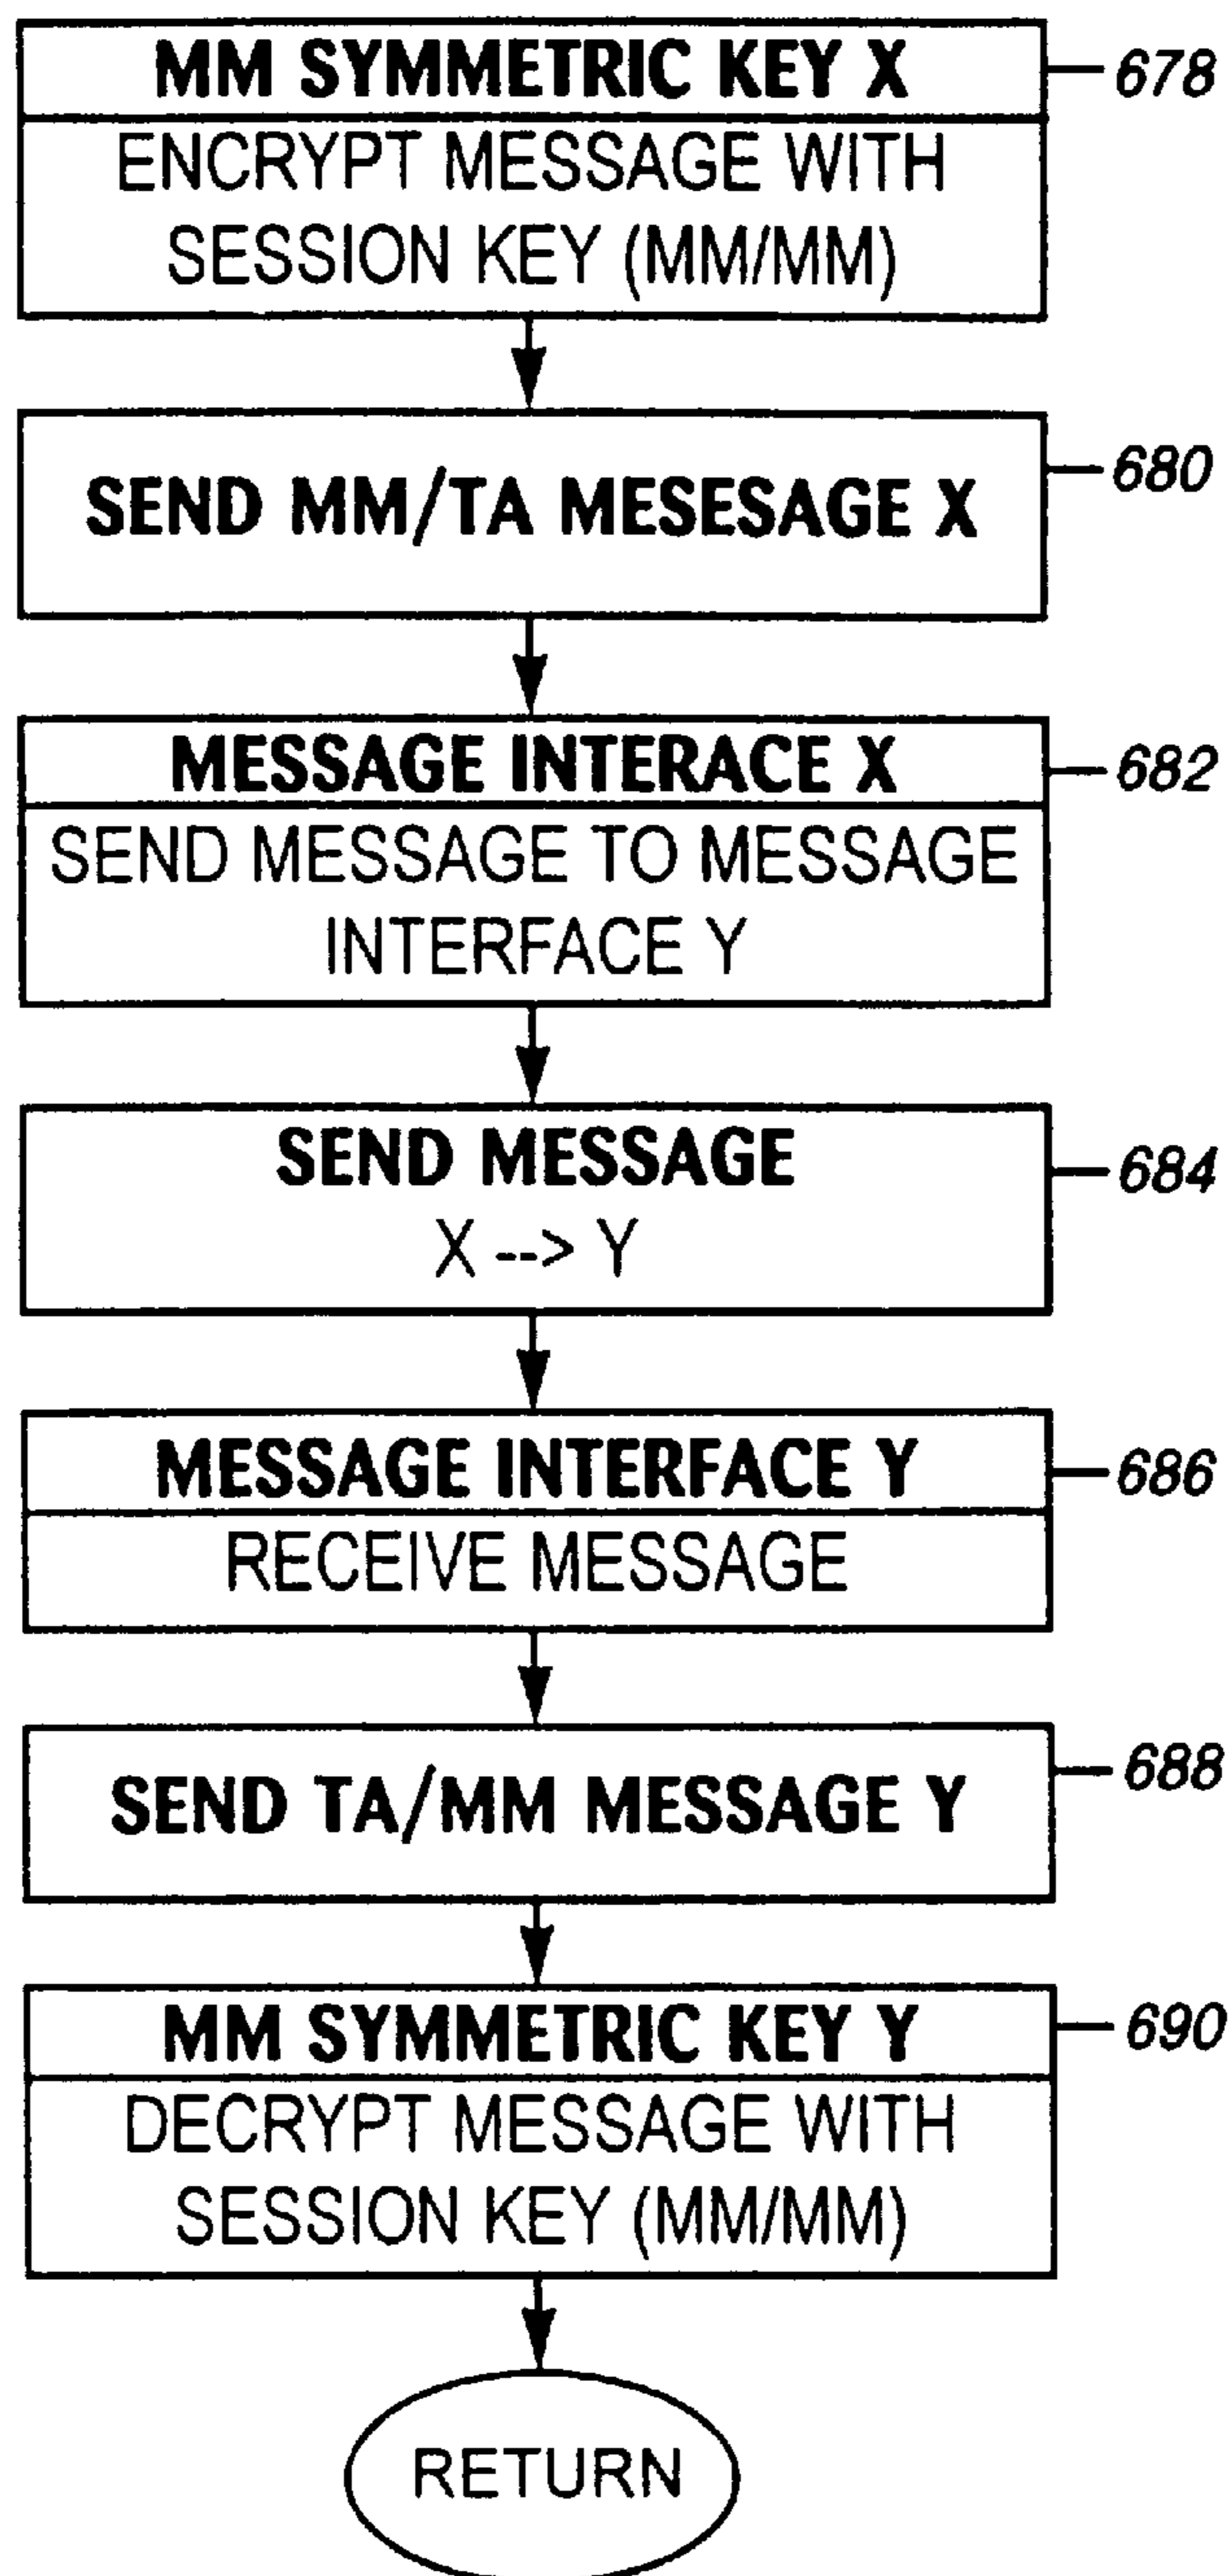 MM SYMMETRIC KEY X
678
ENCRYPT MESSAGE WITH
SESSION KEY (MM/MM)
SEND MM/TA MESESAGE X
680
MESSAGE INTERACE X
682
SEND MESSAGE TO MESSAGE
INTERFACE Y
SEND MESSAGE
684
X --> Y
MESSAGE INTERFACE Y
686
RECEIVE MESSAGE
SEND TA/MM MESSAGE Y
688
MM SYMMETRIC KEY Y
690
DECRYPT MESSAGE WITH
SESSION KEY (MM/MM)
RETURN